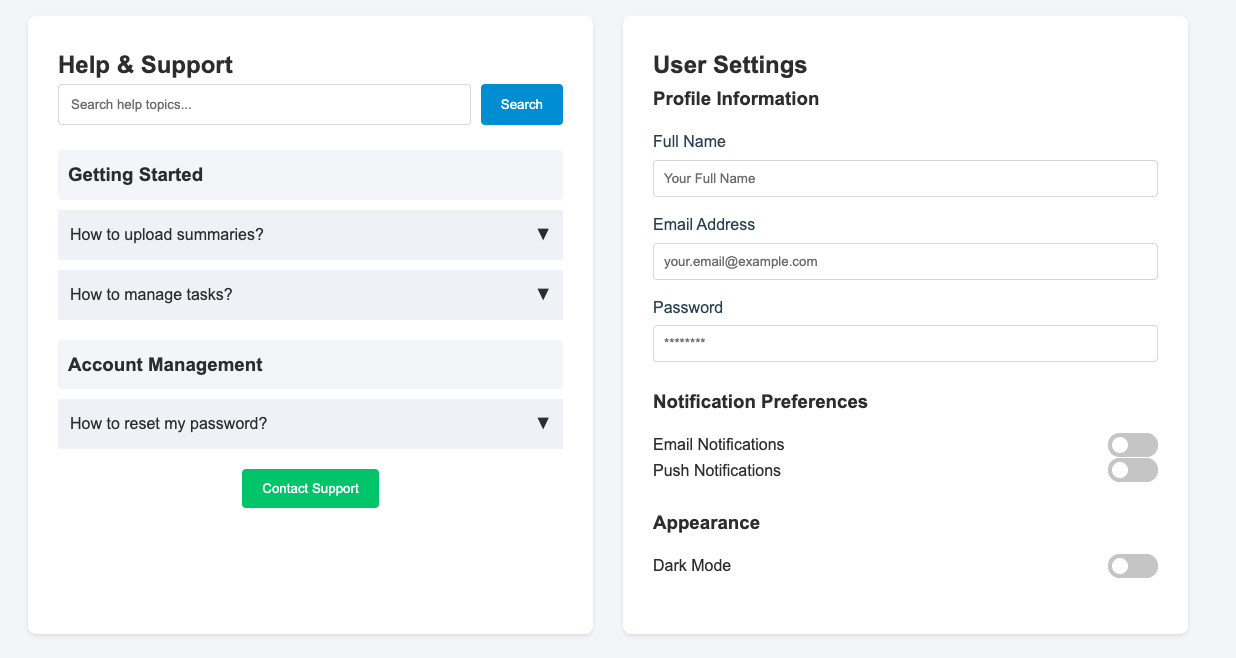 Help & Support
Search help topics...
Search
Getting Started
How to upload summaries?
How to manage tasks?
Account Management
How to reset my password?
Contact Support
User Settings
Profile Information
Full Name
Your Full Name
Email Address
your.email@example.com
Password
********
Notification Preferences
Email Notifications
Push Notifications
Appearance
Dark Mode